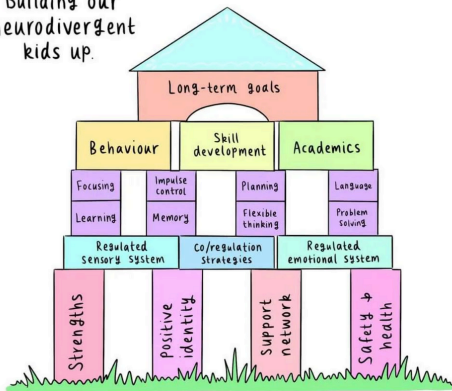 Building our
neurodivergent
kids up.
Long-term goals
Behaviour
Skill
development
Academics
Focusing
Impulse
control
Planning
Language
Learning
Memory
Flexible
thinking
Problem
solving
Regulated
sensory system
Co/regulation
strategies
Regulated
emotional system
Strengths
Positive
identity
Support
network
Safety &
health